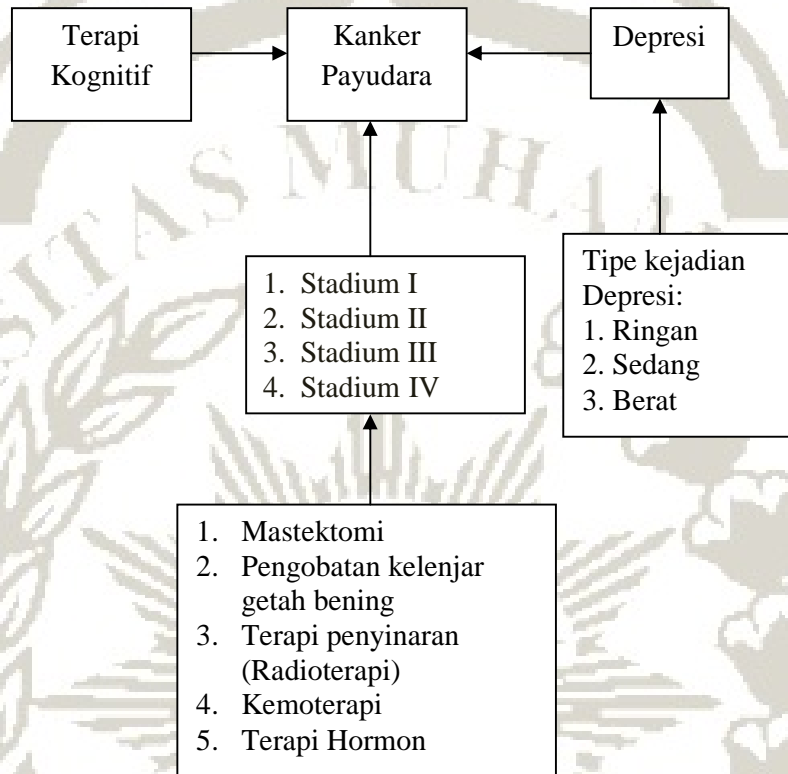 Terapi
Kognitif
Kanker
Payudara
Depresi
SITAS MUHAM
1. Stadium I
2. Stadium II
3. Stadium III
4. Stadium IV
Tipe kejadian
Depresi:
1. Ringan
2. Sedang
3. Berat
1. Mastektomi
2. Pengobatan kelenjar
getah bening
3. Terapi penyinaran
(Radioterapi)
4. Kemoterapi
5. Terapi Hormon